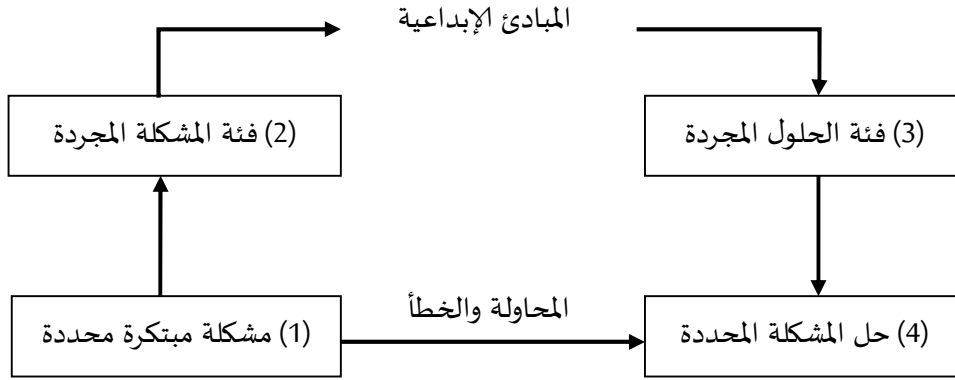 المبادئ الإبداعية
(2) فئة المشكلة المجردة
(3) فئة الحلول المجردة
المحاولة والخطأ
(1) مشكلة مبتكرة محددة
(4) حل المشكلة المحددة